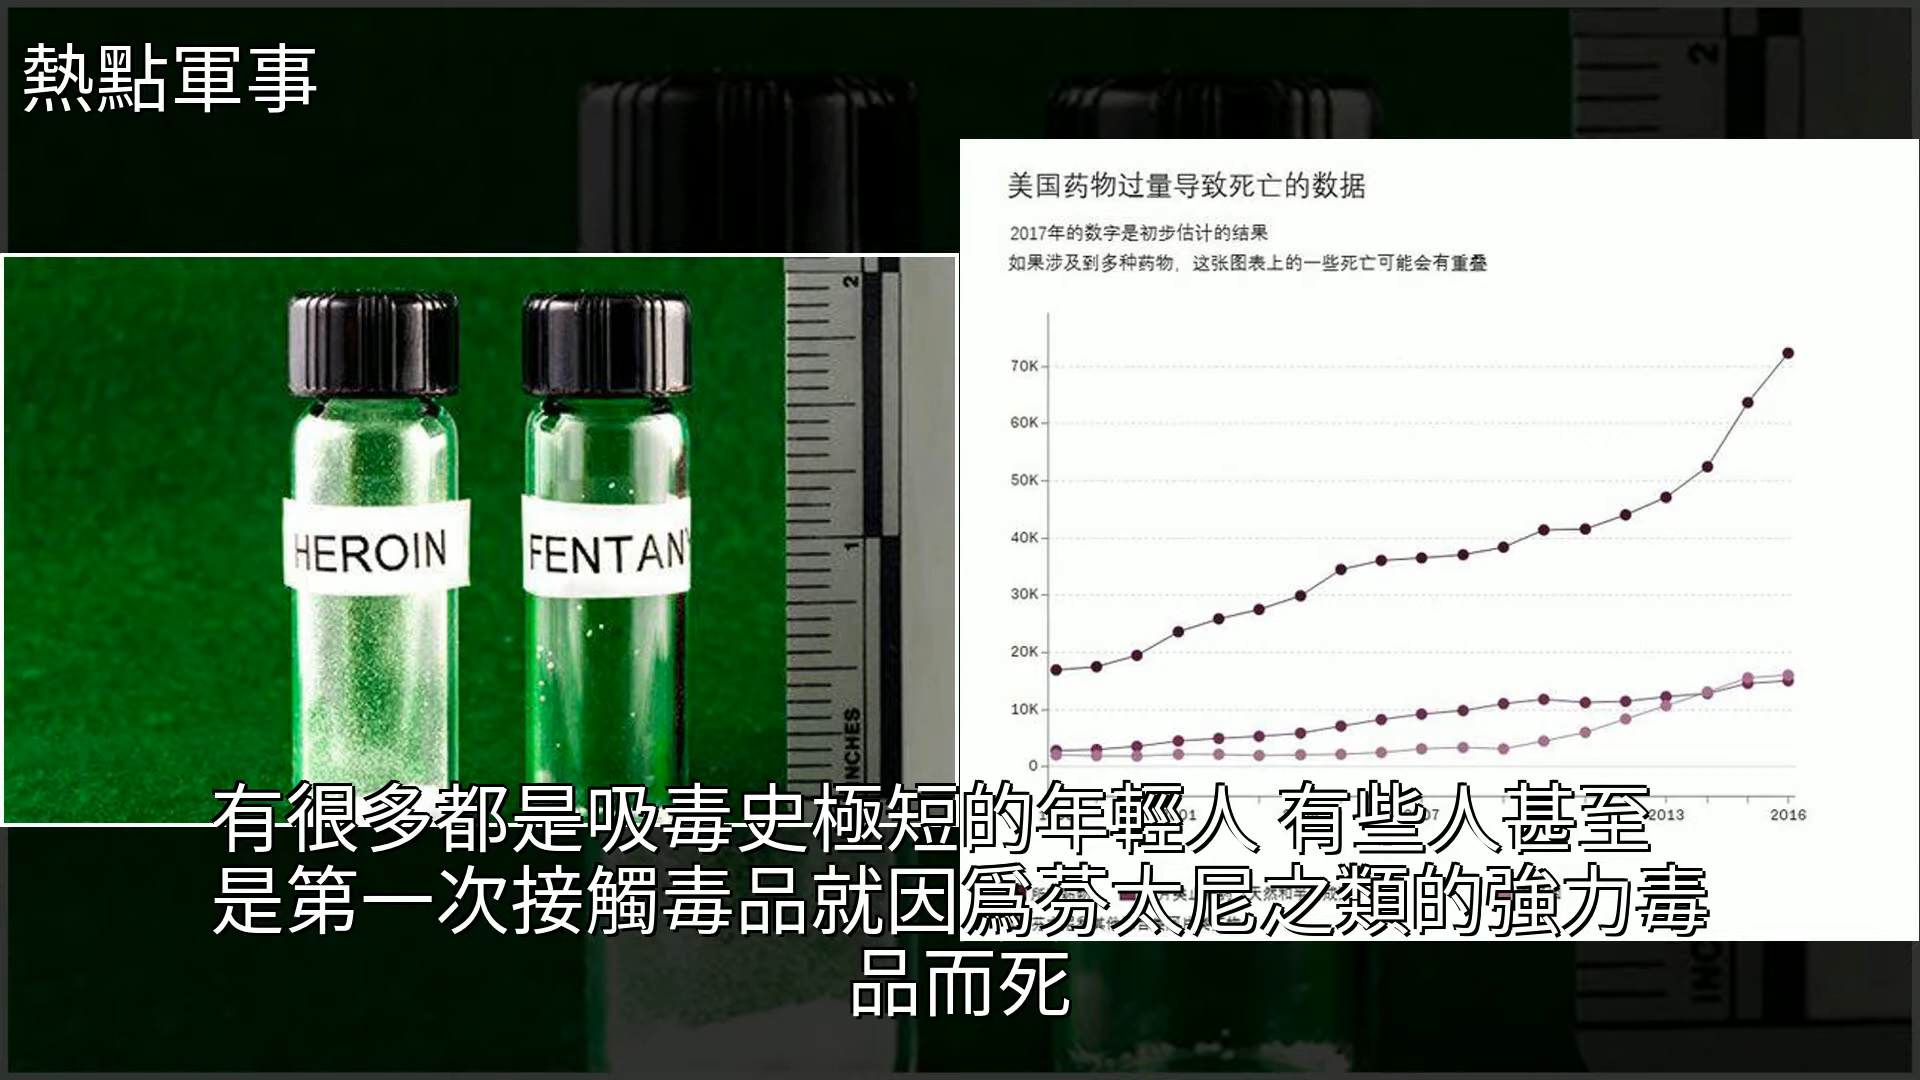 熱點軍事
2
美国药物过量导致死亡的数据
2017年的数字是初步估计的结果
如果涉及到多种药物，这张图表上的一些死亡可能会有重叠
70K
60K
50K
40K
30K
20K
10K
0
2013
2016
2
1
INCHES
HEROIN
FENTANY
有很多都是吸毒史極短的年輕人 有些人甚至
是第一次接觸毒品就因爲芬太尼之類的強力毒
品而死